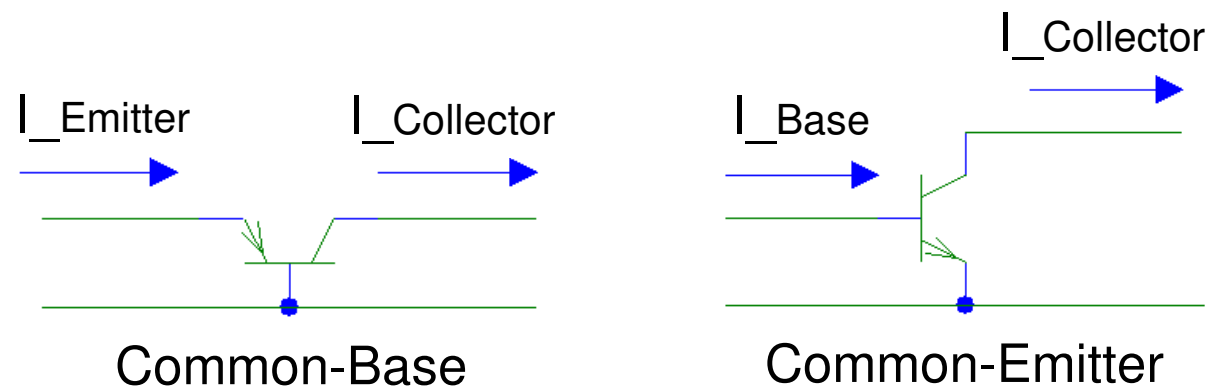 I_Emitter
I_Collector
Common-Base
I_Collector
I_Base
Common-Emitter